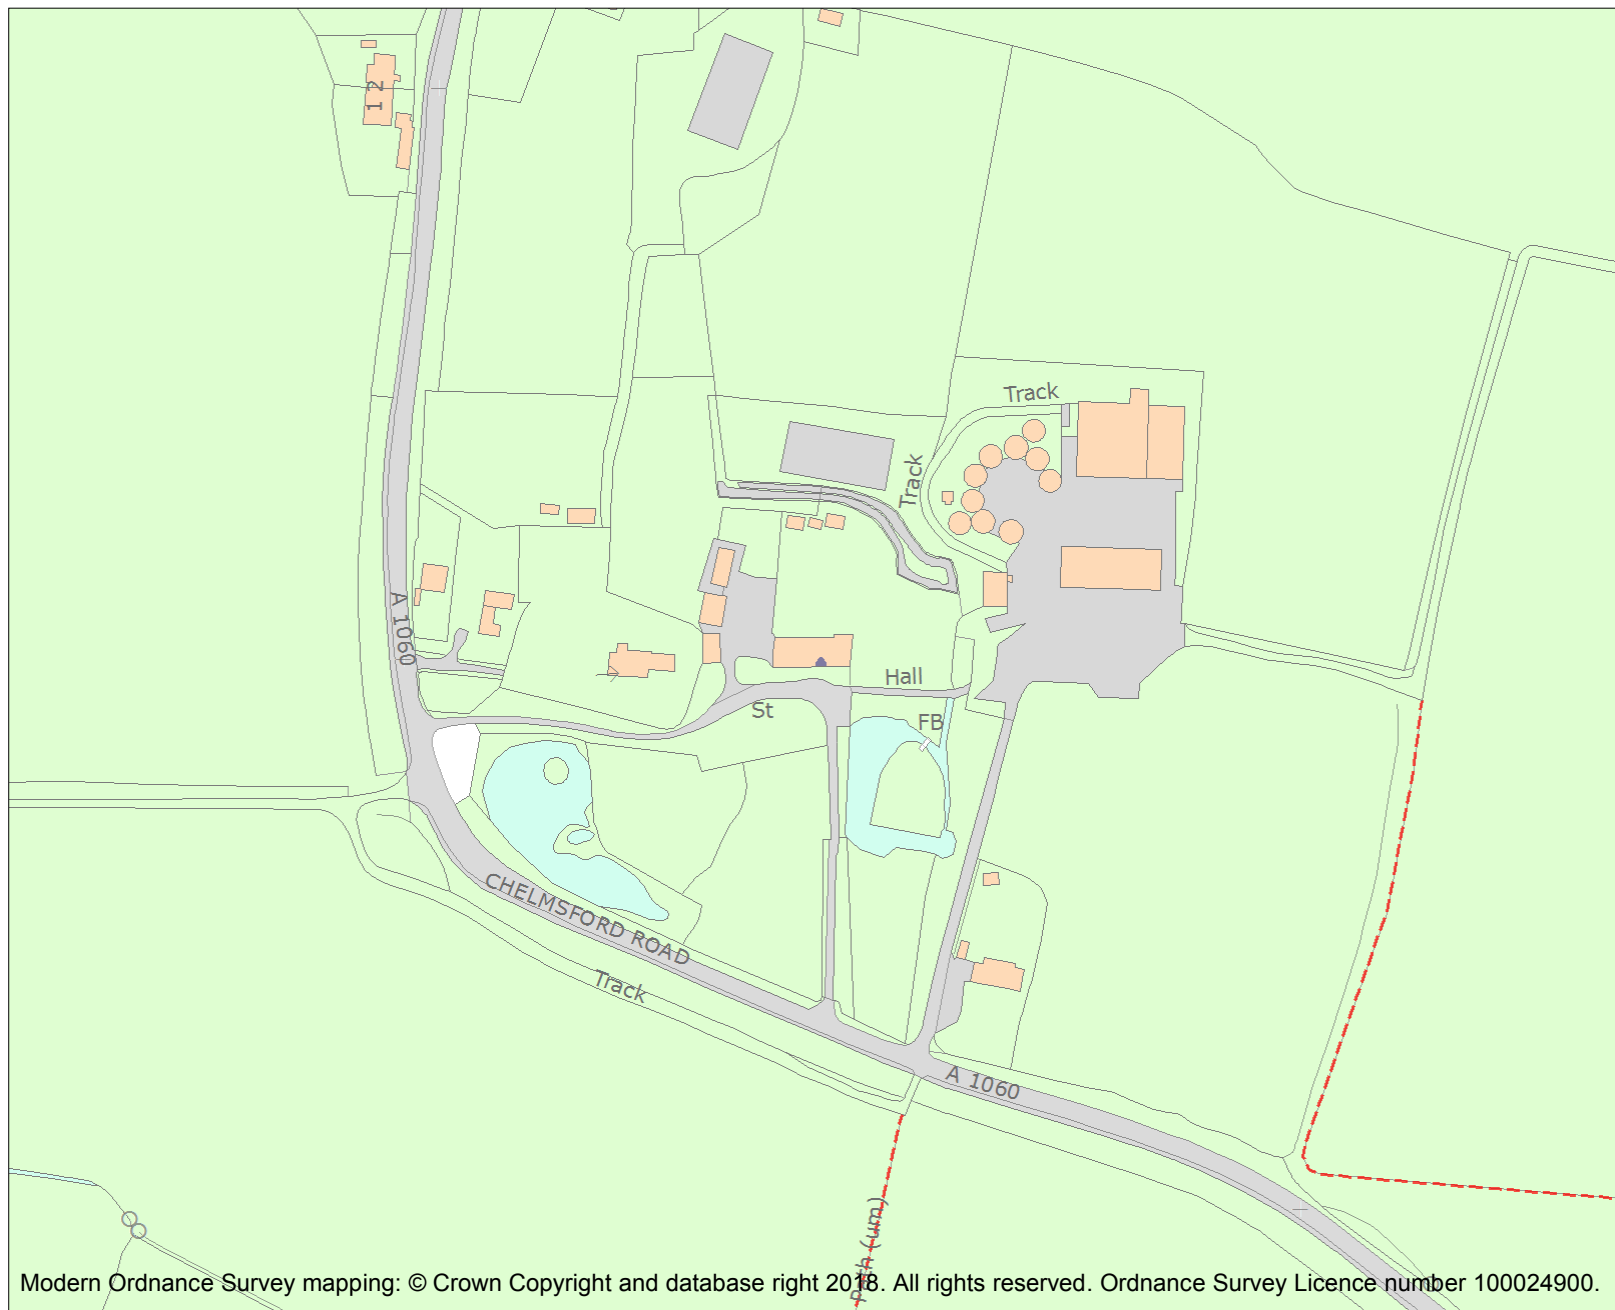 1 2
Track
Track
A 1060
Hall
St
FB
CHELMSFORD ROAD
Track
A 1060
Path (um)
Modern Ordnance Survey mapping: © Crown Copyright and database right 2018. All rights reserved. Ordnance Survey Licence number 100024900.